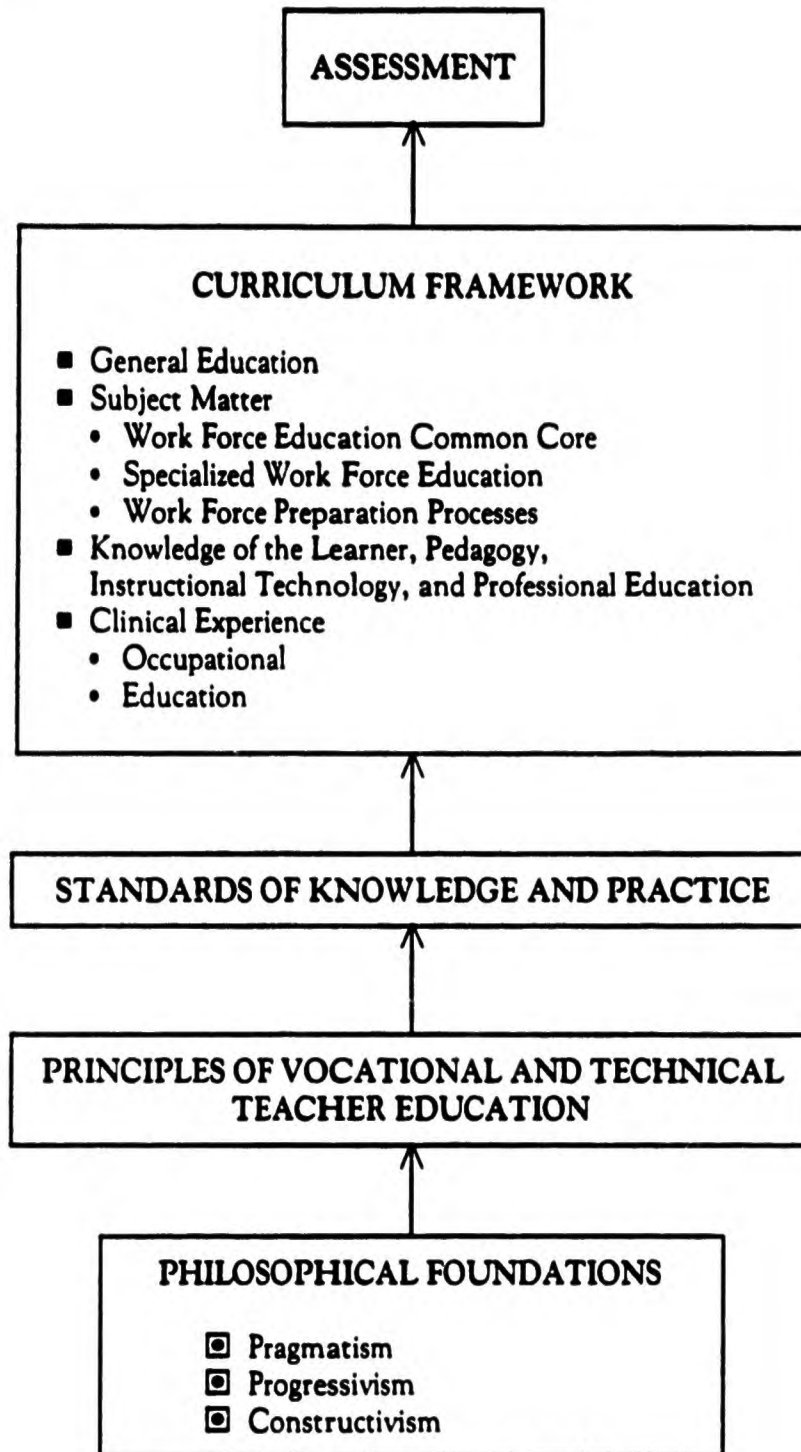 ASSESSMENT
CURRICULUM FRAMEWORK
■ General Education
■ Subject Matter
• Work Force Education Common Core
• Specialized Work Force Education
• Work Force Preparation Processes
■ Knowledge of the Learner, Pedagogy,
Instructional Technology, and Professional Education
■ Clinical Experience
• Occupational
• Education
STANDARDS OF KNOWLEDGE AND PRACTICE
PRINCIPLES OF VOCATIONAL AND TECHNICAL
TEACHER EDUCATION
PHILOSOPHICAL FOUNDATIONS
Pragmatism
Progressivism
Constructivism